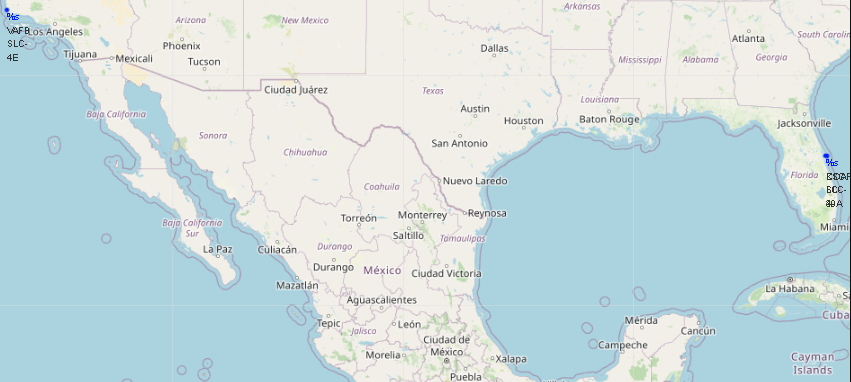 Arkansas
New Mexico
Arizona
%s
VAFB
SLC-
4E
Los Angeles
South Carolin
Atlanta
Phoenix
Dallas
Tijuana
Mexicali
Tucson
Mississippi
Alabama
Georgia
Ciudad Juárez
Texas
Louisiana
Austin
Baja California
Houston
Baton Rouge
Jacksonville
Sonora
San Antonio
Chihuahua
%s
Florida
Nuevo Laredo
Coahuila
Torreón
Monterrey
Reynosa
Baja California
Sur
Miami
Saltillo
Tamaulipas
La Paz
Culiacán
Durango
Durango
México
Ciudad Victoria
Mazatlán
La Habana
Sa
Aguascalientes
Cuba
Tepic
León
Mérida
Jalisco
Cancún
Ciudad de
México
Campeche
Morelia
Xalapa
Cayman
Islands
Puebla